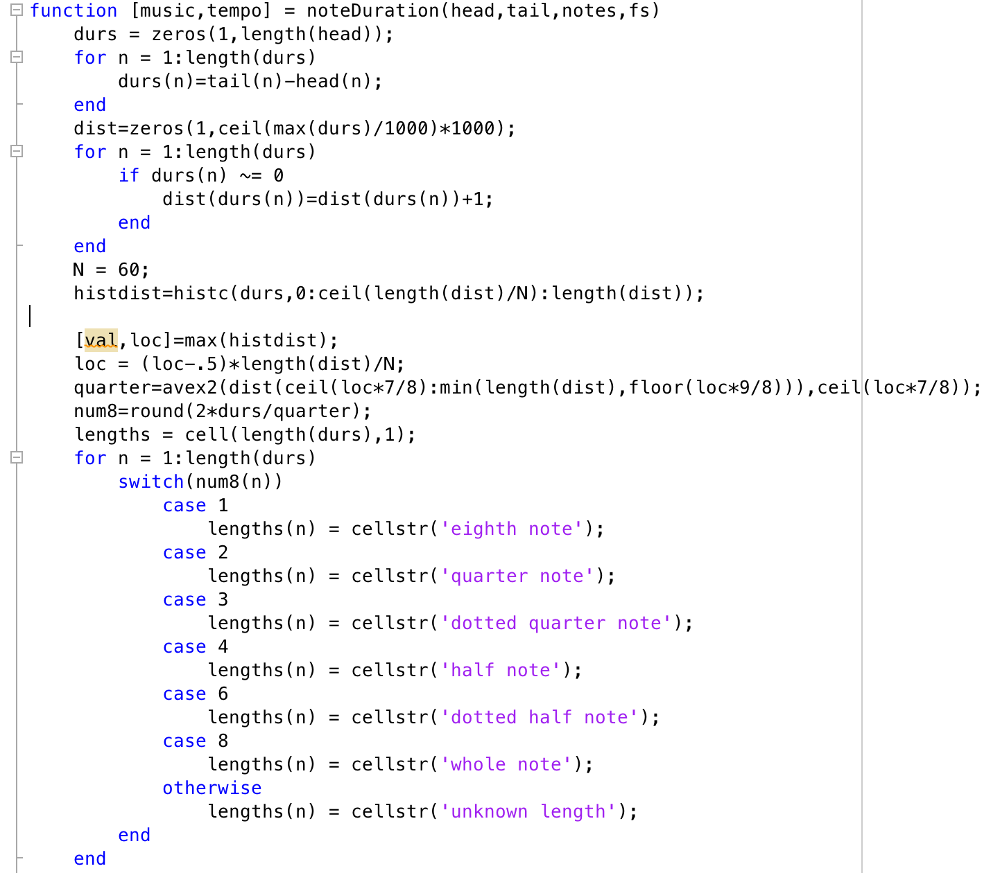 function [music,tempo] = noteDuration(head,tail,notes,fs)
    durs = zeros(1,length(head));
    for n = 1:length(durs)
        durs(n)=tail(n)-head(n);
    end
    dist=zeros(1,ceil(max(durs)/1000)*1000);
    for n = 1:length(durs)
        if durs(n) ~= 0
            dist(durs(n))=dist(durs(n))+1;
        end
    end
    N = 60;
    histdist=histc(durs,0:ceil(length(dist)/N):length(dist));
    [val,loc]=max(histdist);
    loc = (loc-.5)*length(dist)/N;
    quarter=avex2(dist(ceil(loc*7/8):min(length(dist),floor(loc*9/8))),ceil(loc*7/8));
    num8=round(2*durs/quarter);
    lengths = cell(length(durs),1);
    for n = 1:length(durs)
        switch(num8(n))
            case 1
                lengths(n) = cellstr('eighth note');
            case 2
                lengths(n) = cellstr('quarter note');
            case 3
                lengths(n) = cellstr('dotted quarter note');
            case 4
                lengths(n) = cellstr('half note');
            case 6
                lengths(n) = cellstr('dotted half note');
            case 8
                lengths(n) = cellstr('whole note');
            otherwise
                lengths(n) = cellstr('unknown length');
        end
    end